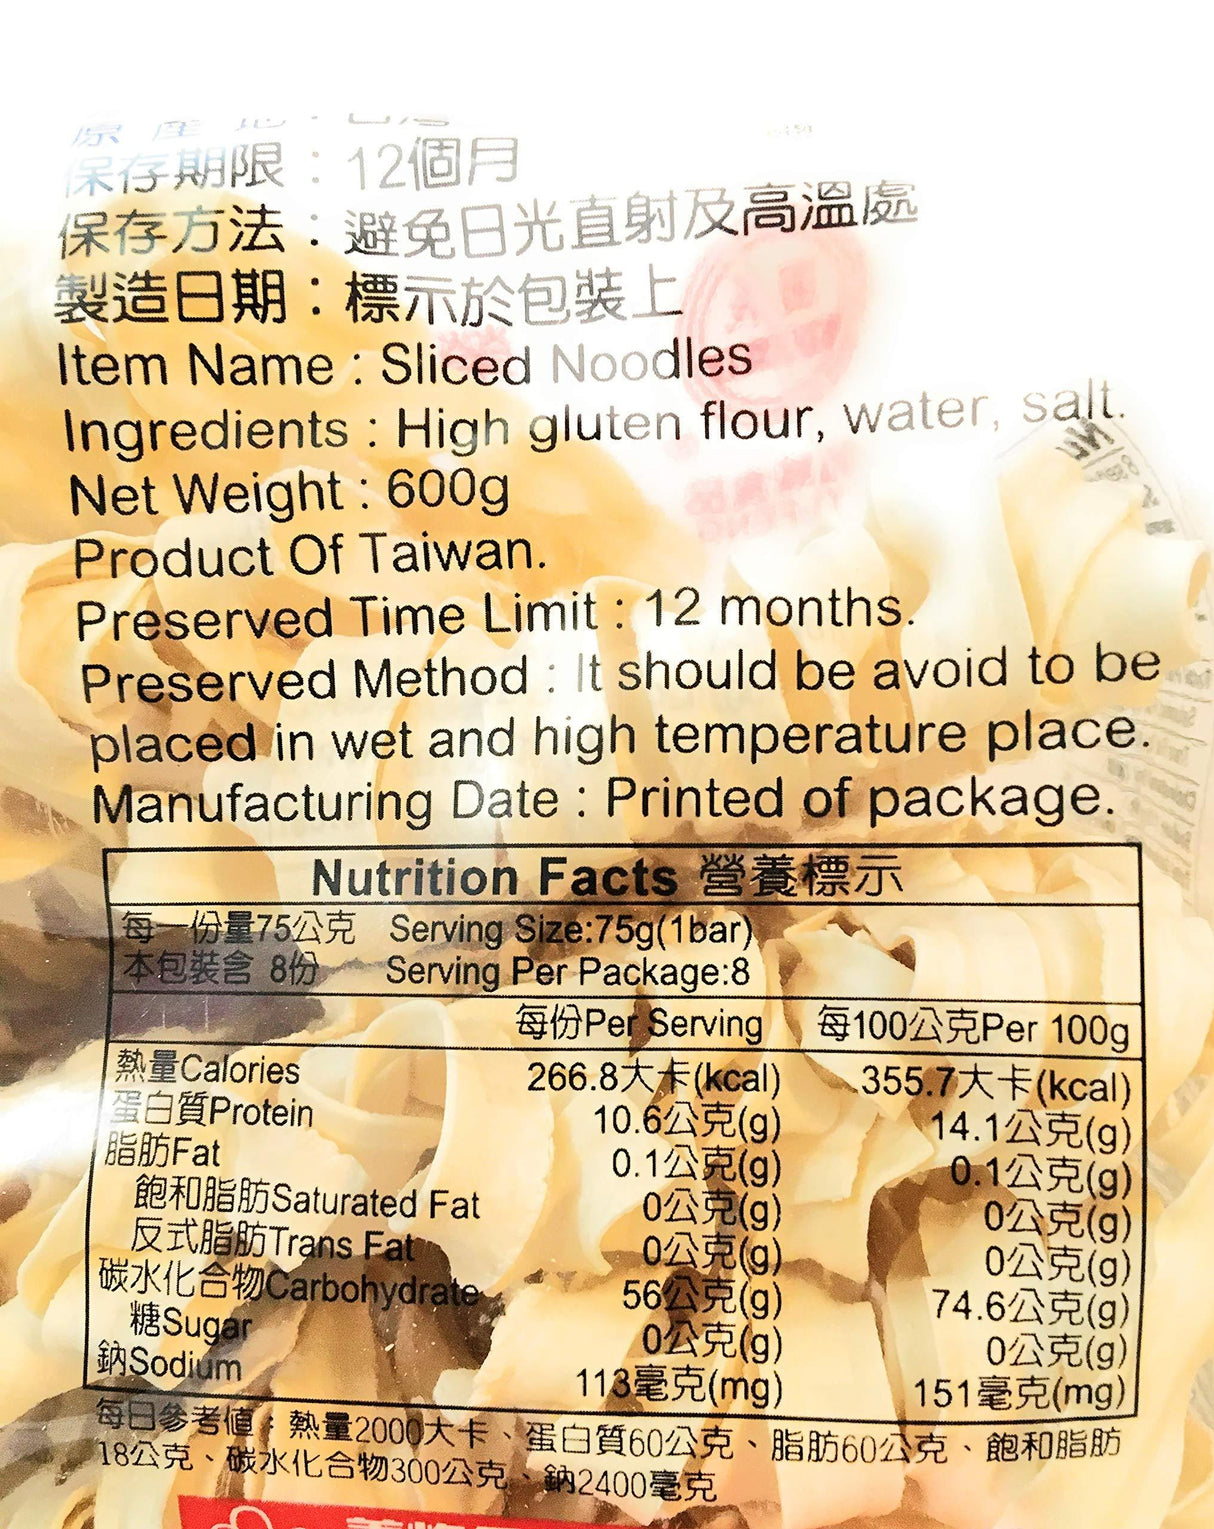 原產地：台灣
保存期限：12個月
保存方法：避免日光直射及高溫處
製造日期：標示於包裝上
Item Name : Sliced Noodles
Ingredients : High gluten flour, water, salt.
Net Weight : 600g
Product Of Taiwan.
Preserved Time Limit : 12 months.
Preserved Method : It should be avoid to be
placed in wet and high temperature place.
Manufacturing Date : Printed of package.
Nutrition Facts 營養標示
每一份量75公克 Serving Size:75g(1bar)
本包裝含 8份 Serving Per Package:8
每份Per Serving 每100公克Per 100g
熱量Calories 266.8大卡(kcal) 355.7大卡(kcal)
蛋白質Protein 10.6公克(g) 14.1公克(g)
脂肪Fat 0.1公克(g) 0.1公克(g)
飽和脂肪Saturated Fat 0公克(g) 0公克(g)
反式脂肪Trans Fat 0公克(g) 0公克(g)
碳水化合物Carbohydrate 56公克(g) 74.6公克(g)
糖Sugar 0公克(g) 0公克(g)
鈉Sodium 113毫克(mg) 151毫克(mg)
每日參考值：熱量2000大卡、蛋白質60公克、脂肪60公克、飽和脂肪
18公克、碳水化合物300公克、鈉2400毫克